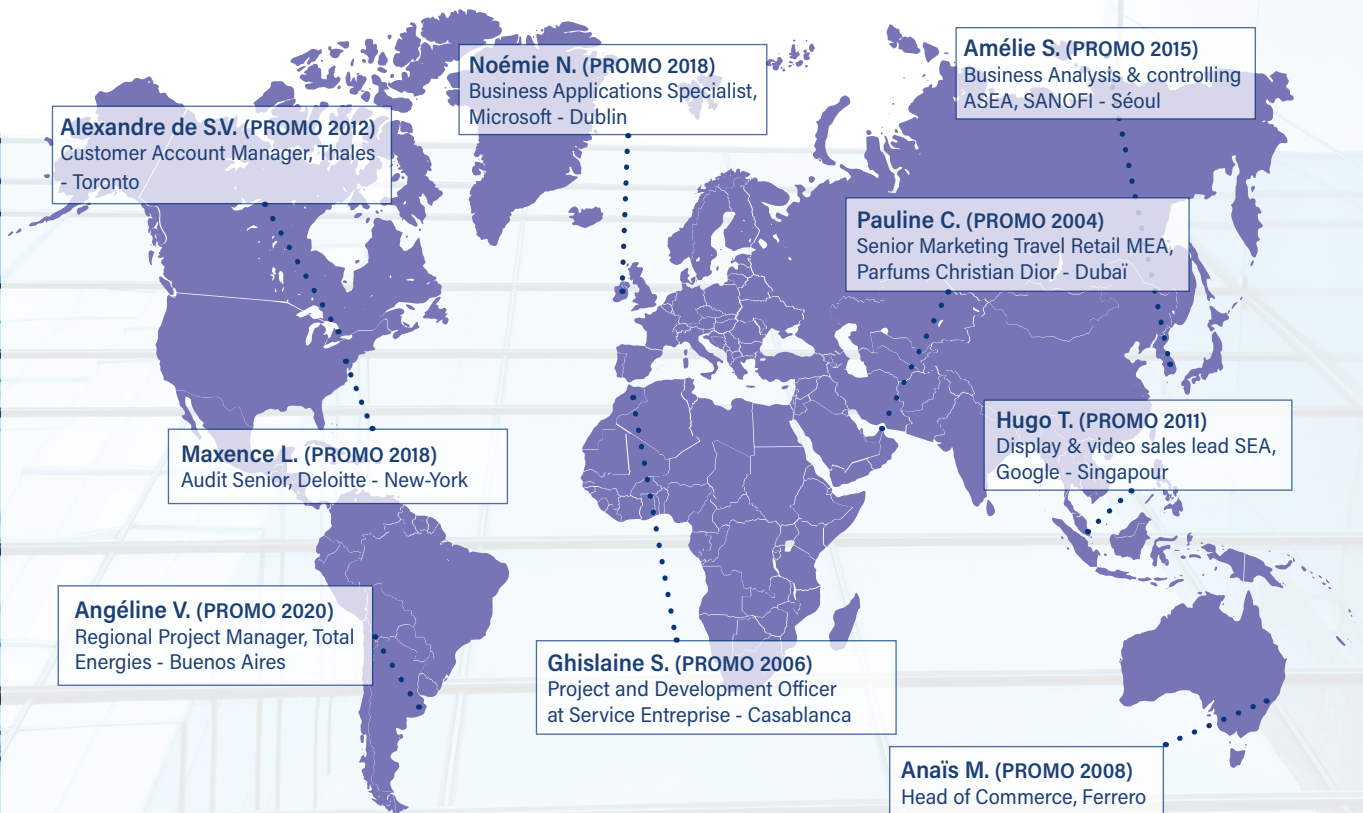 Noémie N. (PROMO 2018)
Business Applications Specialist,
Microsoft - Dublin
Amélie S. (PROMO 2015)
Business Analysis & controlling
ASEA, SANOFI - Séoul
Alexandre de S.V. (PROMO 2012)
Customer Account Manager, Thales
- Toronto
Pauline C. (PROMO 2004)
Senior Marketing Travel Retail MEA,
Parfums Christian Dior - Dubaï
Maxence L. (PROMO 2018)
Audit Senior, Deloitte - New-York
Hugo T. (PROMO 2011)
Display & video sales lead SEA,
Google - Singapour
Angéline V. (PROMO 2020)
Regional Project Manager, Total
Energies - Buenos Aires
Ghislaine S. (PROMO 2006)
Project and Development Officer
at Service Entreprise - Casablanca
Anaïs M. (PROMO 2008)
Head of Commerce, Ferrero